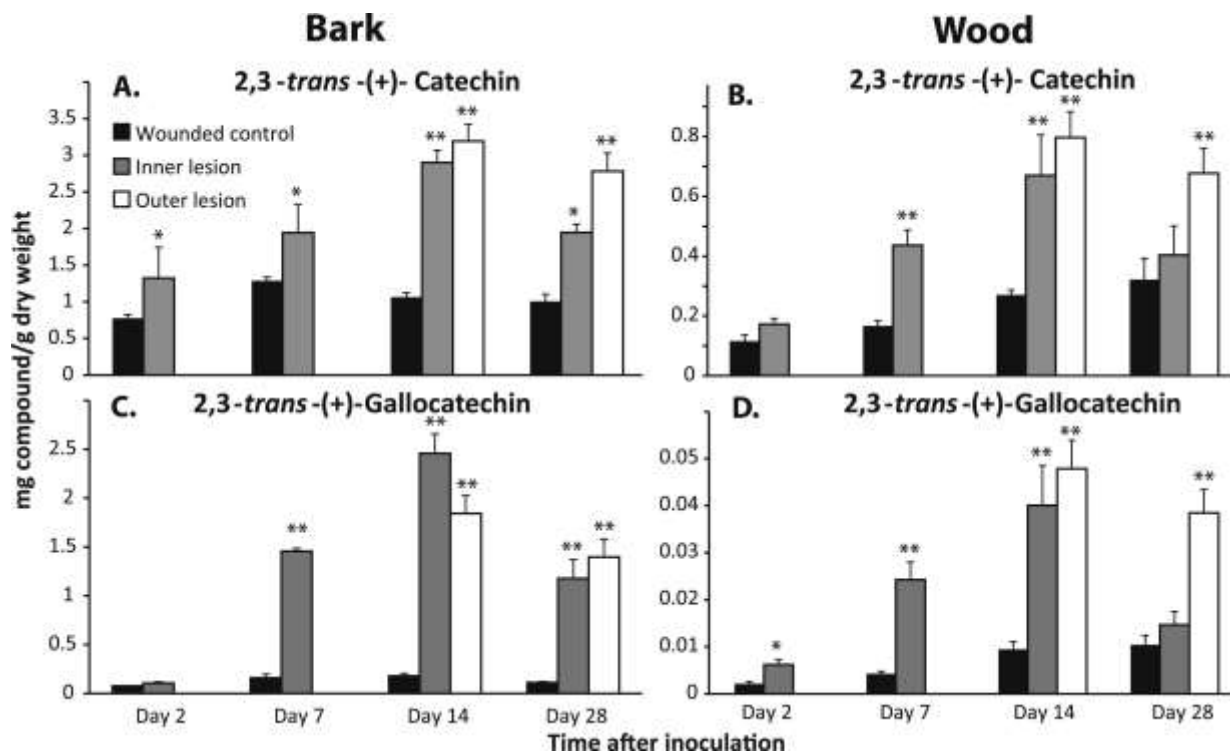 Bark
Wood
A.
2,3 -trans -(+)- Catechin
3.5
3
2.5
2
1.5
1
0.5
0
Wounded control
Inner lesion
Outer lesion
*
*
**
**
*
**
B.
2,3 -trans -(+)- Catechin
0.8
0.6
0.4
0.2
0
**
**
**
**
mg compound/g dry weight
C.
2,3-trans -(+)-Gallocatechin
2.5
2
1.5
1
0.5
0
**
**
**
**
**
Day 2
Day 7
Day 14
Day 28
D.
2,3-trans -(+)-Gallocatechin
0.05
0.04
0.03
0.02
0.01
0
*
**
**
**
**
Day 2
Day 7
Day 14
Day 28
Time after inoculation